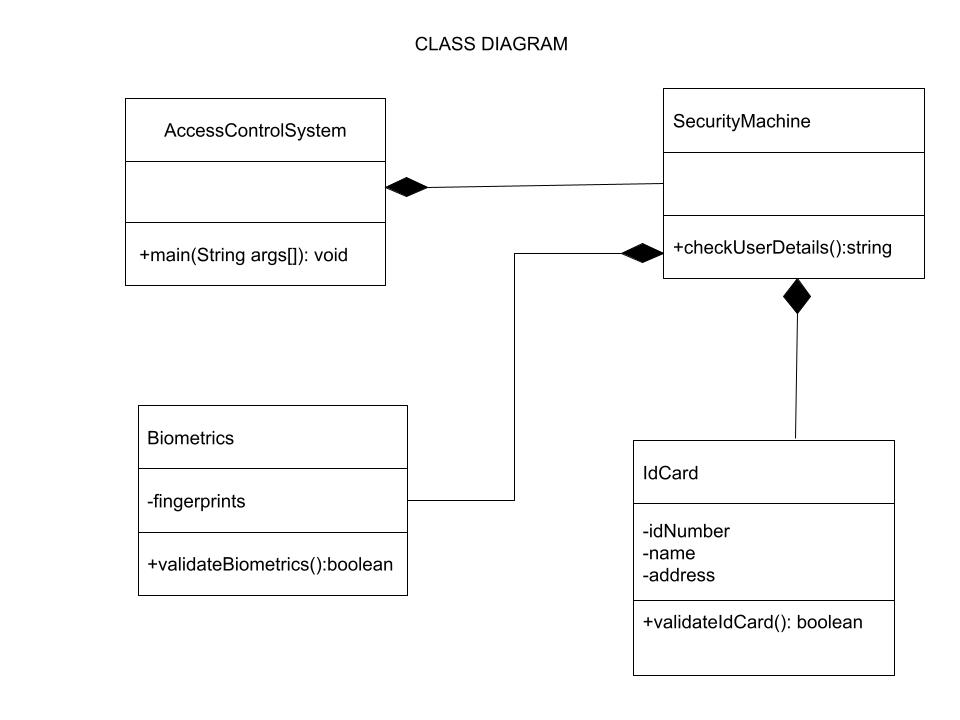 CLASS DIAGRAM
AccessControlSystem
+main(String args[]): void
SecurityMachine
+checkUserDetails():string
Biometrics
-fingerprints
+validateBiometrics():boolean
IdCard
-idNumber
-name
-address
+validateIdCard(): boolean